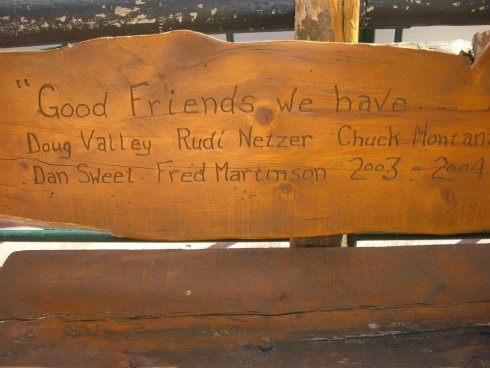 "Good Friends we have....
Doug Valley Rudi Netzer Chuck Montan
Dan Sweet Fred Martinson 2003 - 2004